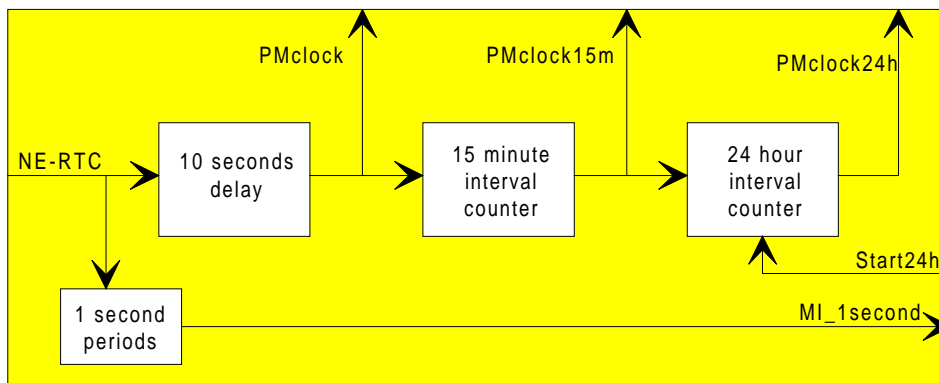 PMclock
PMclock15m
PMclock24h
NE-RTC
10 seconds
delay
15 minute
interval
counter
24 hour
interval
counter
Start24h
MI_1second
1 second
periods